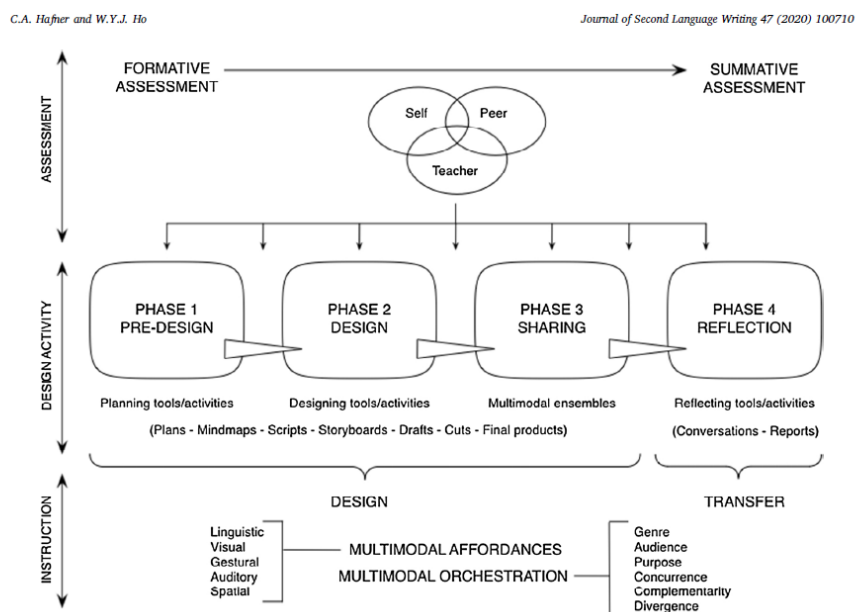 C.A. Hafner and W.Y.J. Ho
Journal of Second Language Writing 47 (2020) 100710
FORMATIVE
ASSESSMENT
SUMMATIVE
ASSESSMENT
Self
Peer
Teacher
ASSESSMENT
PHASE 1
PRE-DESIGN
PHASE 2
DESIGN
PHASE 3
SHARING
PHASE 4
REFLECTION
DESIGN ACTIVITY
Planning tools/activities
Designing tools/activities
Multimodal ensembles
Reflecting tools/activities
(Plans - Mindmaps - Scripts - Storyboards - Drafts - Cuts - Final products)
(Conversations - Reports)
INSTRUCTION
DESIGN
TRANSFER
Linguistic
Visual
Gestural
Auditory
Spatial
MULTIMODAL AFFORDANCES
MULTIMODAL ORCHESTRATION
Genre
Audience
Purpose
Concurrence
Complementarity
Divergence